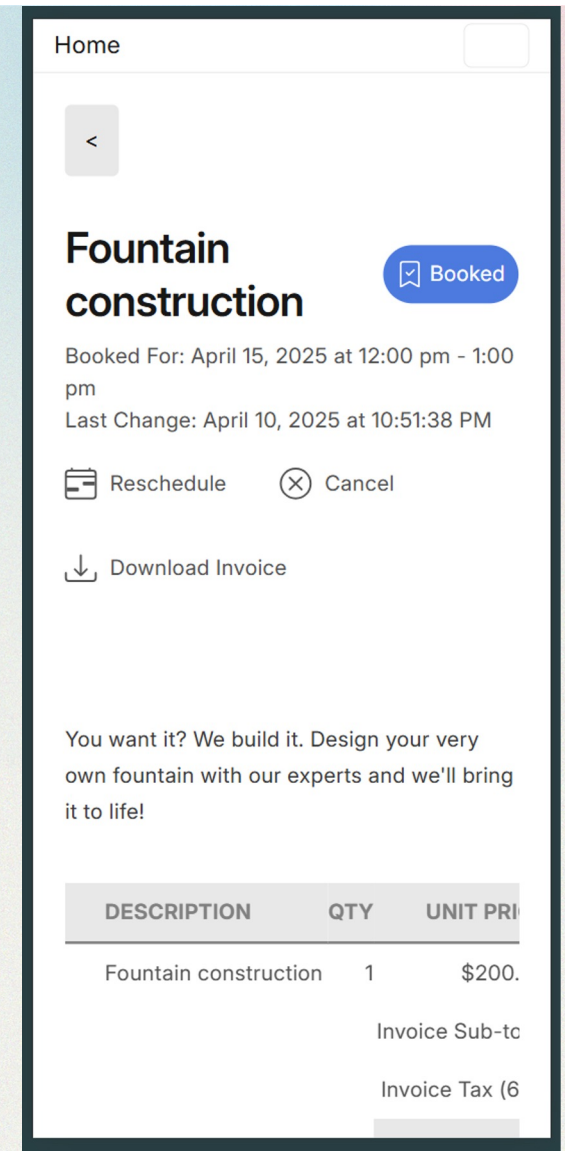 Home
<
Fountain
construction
Booked
Booked For: April 15, 2025 at 12:00 pm - 1:00
pm
Last Change: April 10, 2025 at 10:51:38 PM
Reschedule Cancel
Download Invoice
You want it? We build it. Design your very
own fountain with our experts and we'll bring
it to life!
DESCRIPTION QTY UNIT PRI
Fountain construction 1 $200.
Invoice Sub-to
Invoice Tax (6